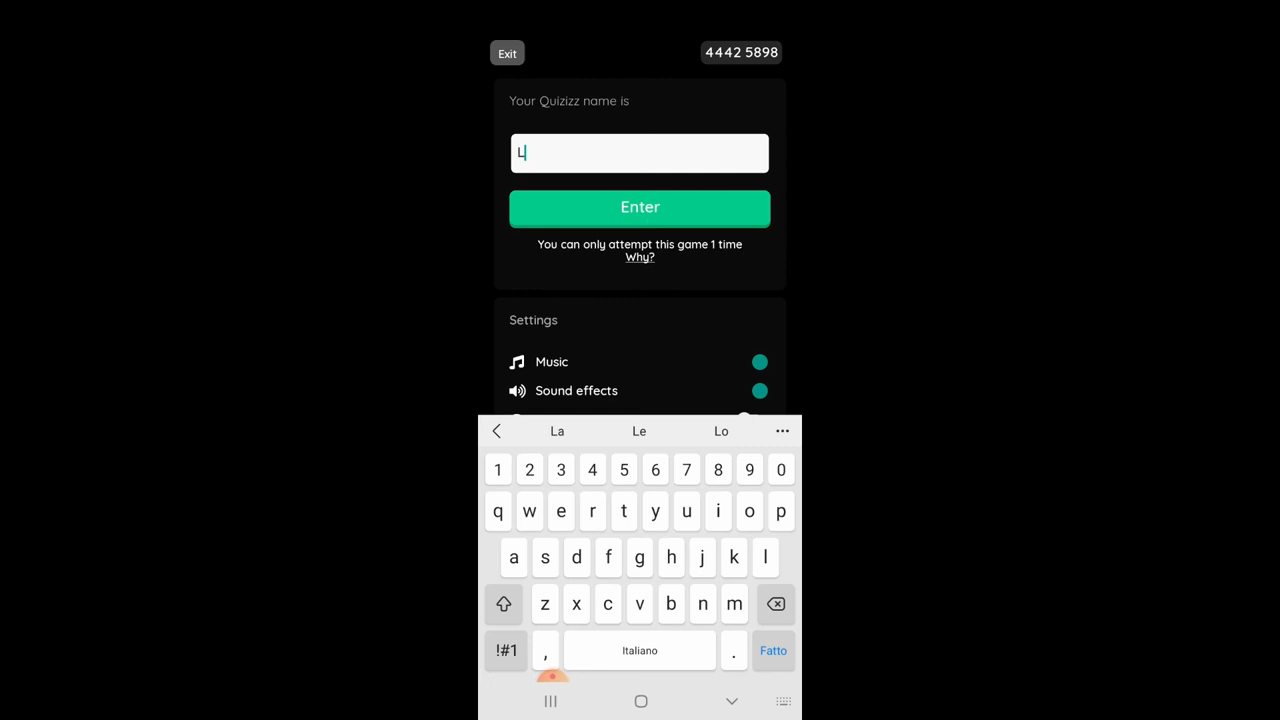 Exit
4442 5898
Your Quizizz name is
L
Enter
You can only attempt this game 1 time
Why?
Settings
Music
Sound effects
La Le Lo
1 2 3 4 5 6 7 8 9 0
q w e r t y u i o p
a s d f g h j k l
z x c v b n m
!#1 , Italiano . Fatto